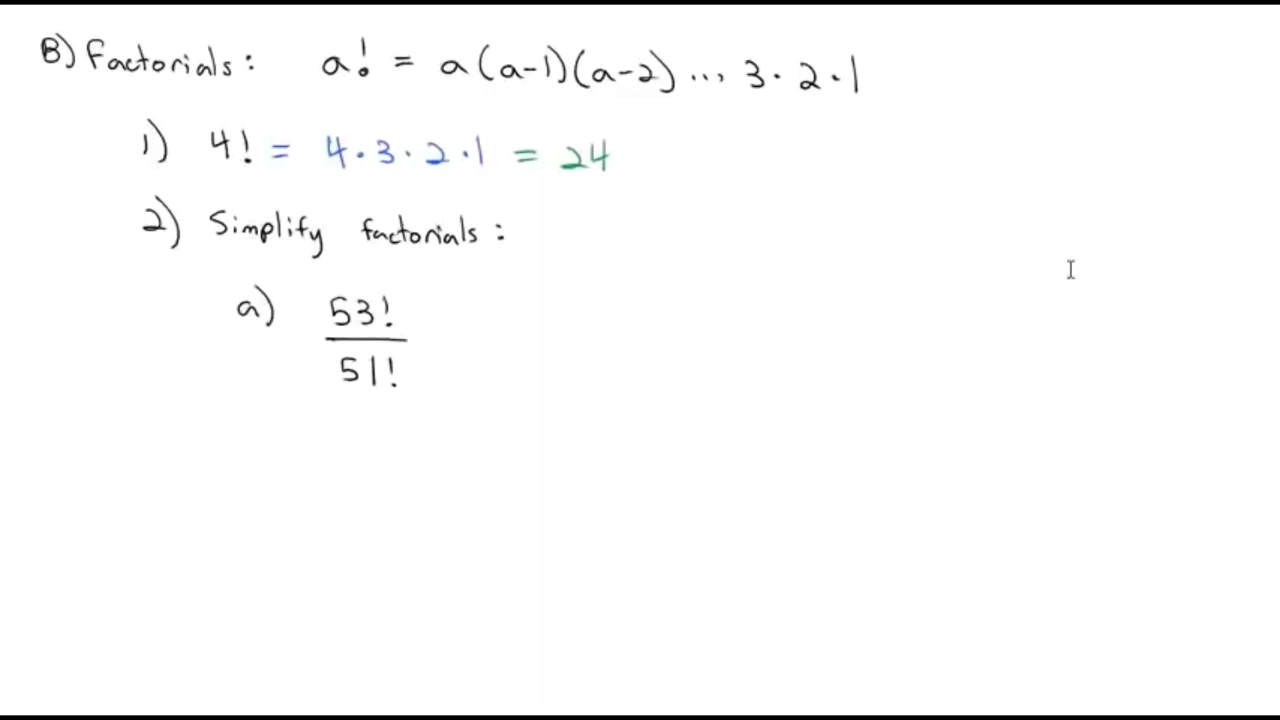 B) Factorials: a! = a(a-1)(a-2)... 3·2·1
1) 4! = 4·3·2·1 = 24
2) Simplify factorials:
a) 53!
51!